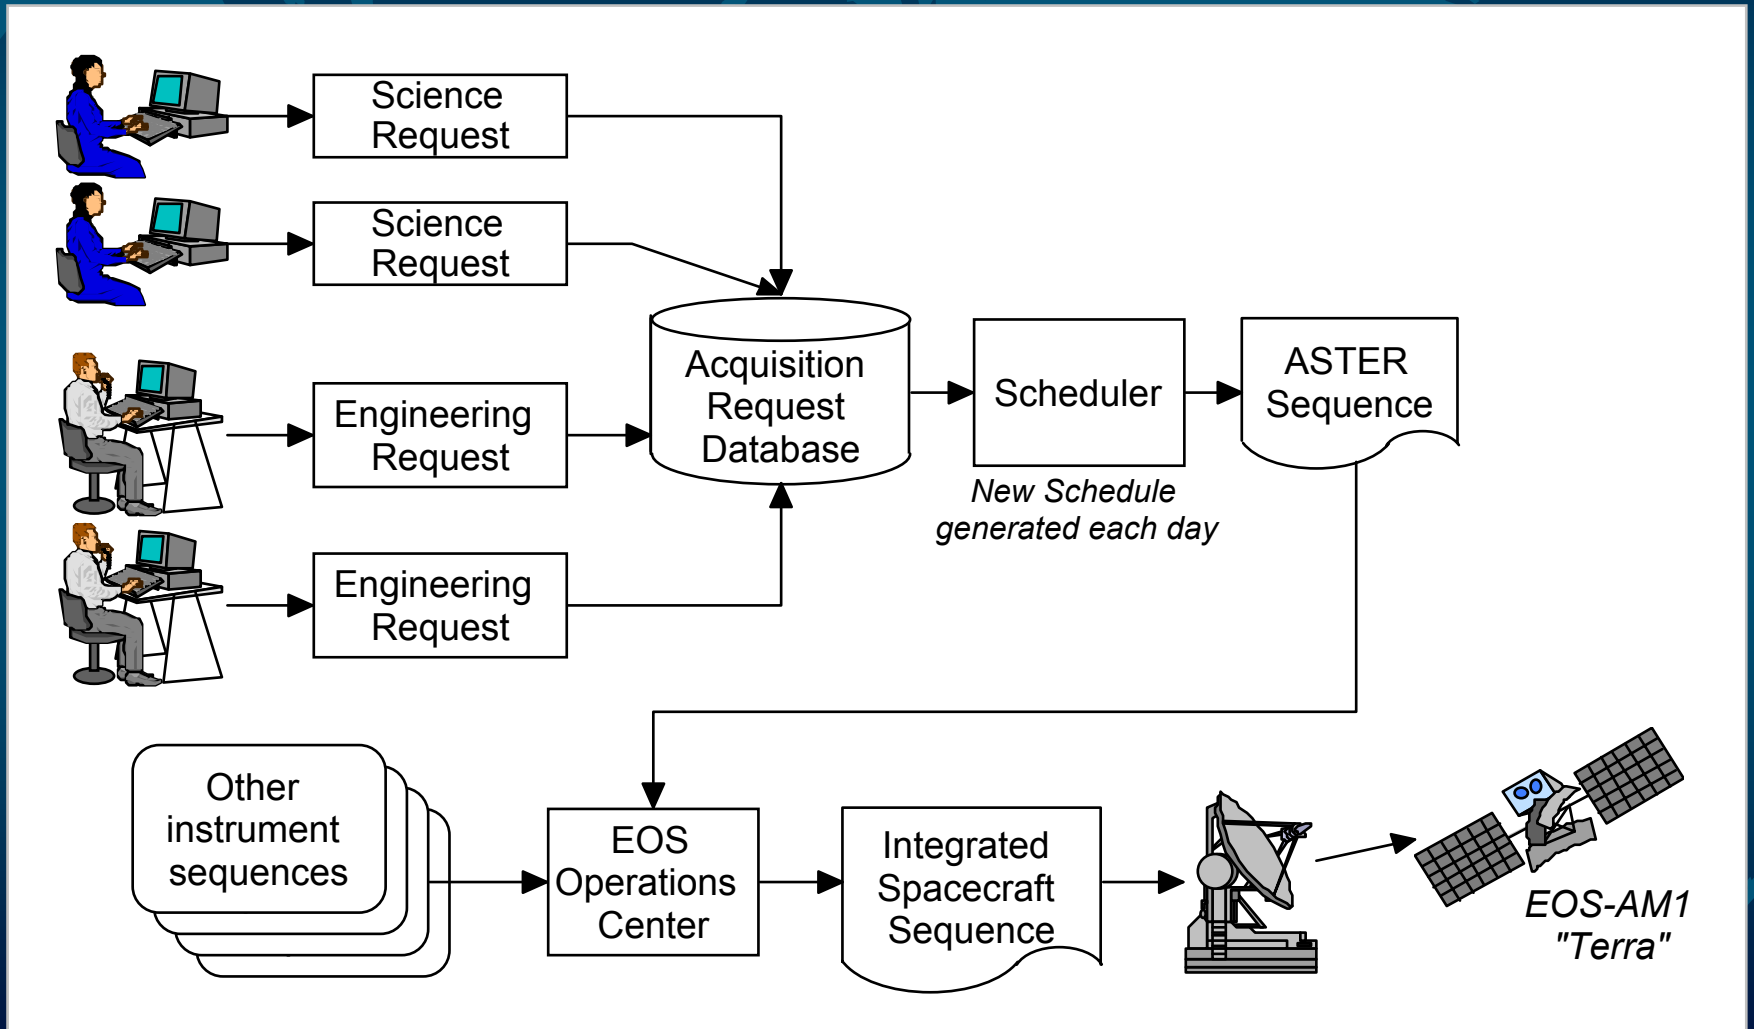 Science
Request
Science
Request
Engineering
Request
Engineering
Request
Acquisition
Request
Database
Scheduler
New Schedule
generated each day
ASTER
Sequence
Other
instrument
sequences
EOS
Operations
Center
Integrated
Spacecraft
Sequence
EOS-AM1
"Terra"